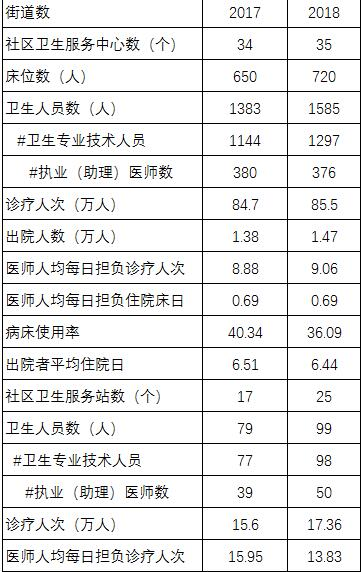 街道数 2017 2018
社区卫生服务中心数（个） 34 35
床位数（人） 650 720
卫生人员数（人） 1383 1585
#卫生专业技术人员 1144 1297
#执业（助理）医师数 380 376
诊疗人次（万人） 84.7 85.5
出院人数（万人） 1.38 1.47
医师人均每日担负诊疗人次 8.88 9.06
医师人均每日担负住院床日 0.69 0.69
病床使用率 40.34 36.09
出院者平均住院日 6.51 6.44
社区卫生服务站数（个） 17 25
卫生人员数（人） 79 99
#卫生专业技术人员 77 98
#执业（助理）医师数 39 50
诊疗人次（万人） 15.6 17.36
医师人均每日担负诊疗人次 15.95 13.83